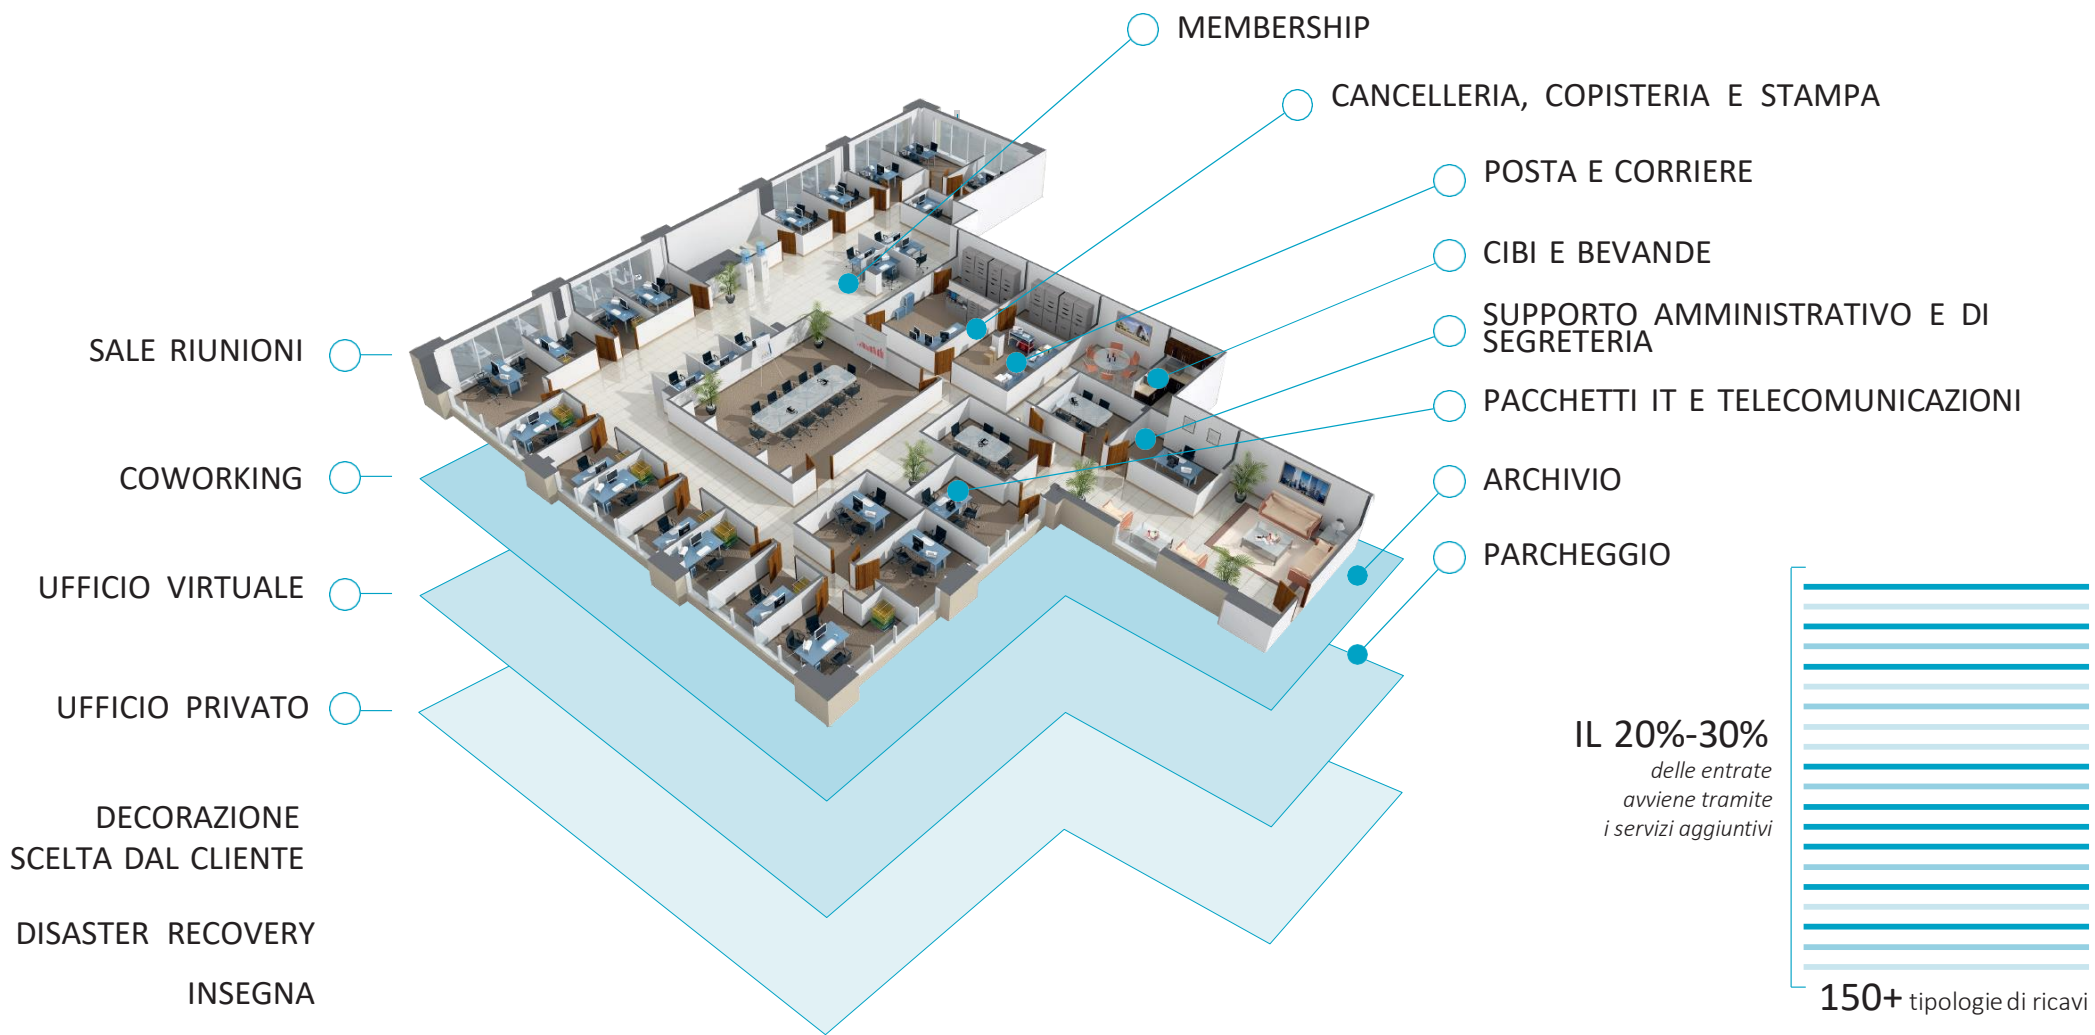 MEMBERSHIP
CANCELLERIA, COPISTERIA E STAMPA
POSTA E CORRIERE
CIBI E BEVANDE
SUPPORTO AMMINISTRATIVO E DI
SEGRETERIA
PACCHETTI IT E TELECOMUNICAZIONI
ARCHIVIO
PARCHEGGIO
SALE RIUNIONI
COWORKING
UFFICIO VIRTUALE
UFFICIO PRIVATO
DECORAZIONE
SCELTA DAL CLIENTE
DISASTER RECOVERY
INSEGNA
IL 20%-30%
delle entrate
avviene tramite
i servizi aggiuntivi
150+ tipologie di ricavi